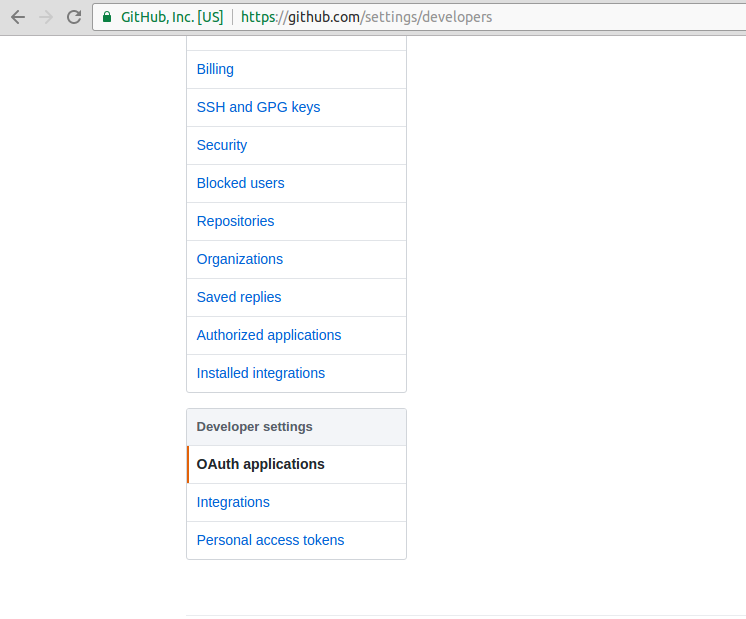 GitHub, Inc. [US] https://github.com/settings/developers
Billing
SSH and GPG keys
Security
Blocked users
Repositories
Organizations
Saved replies
Authorized applications
Installed integrations
Developer settings
OAuth applications
Integrations
Personal access tokens